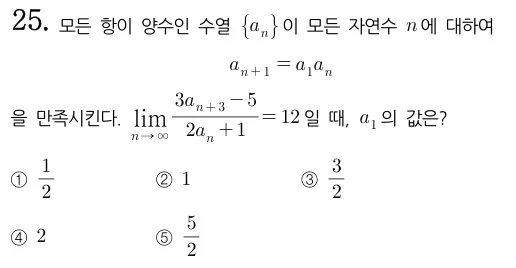 25. 모든 항이 양수인 수열 {aₙ}이 모든 자연수 n에 대하여
aₙ₊₁ = a₁aₙ
을 만족시킨다. lim_{n→∞} (3aₙ₊₃ − 5)/(2aₙ + 1) = 12일 때, a₁의 값은?
① 1/2 ② 1 ③ 3/2
④ 2 ⑤ 5/2